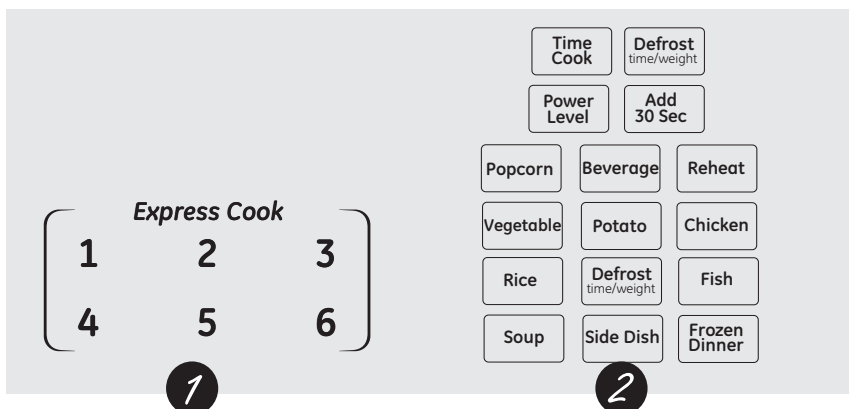 Express Cook
1 2 3
4 5 6
1
Time
Cook
Defrost
time/weight
Power
Level
Add
30 Sec
Popcorn
Beverage
Reheat
Vegetable
Potato
Chicken
Rice
Defrost
time/weight
Fish
Soup
Side Dish
Frozen
Dinner
2